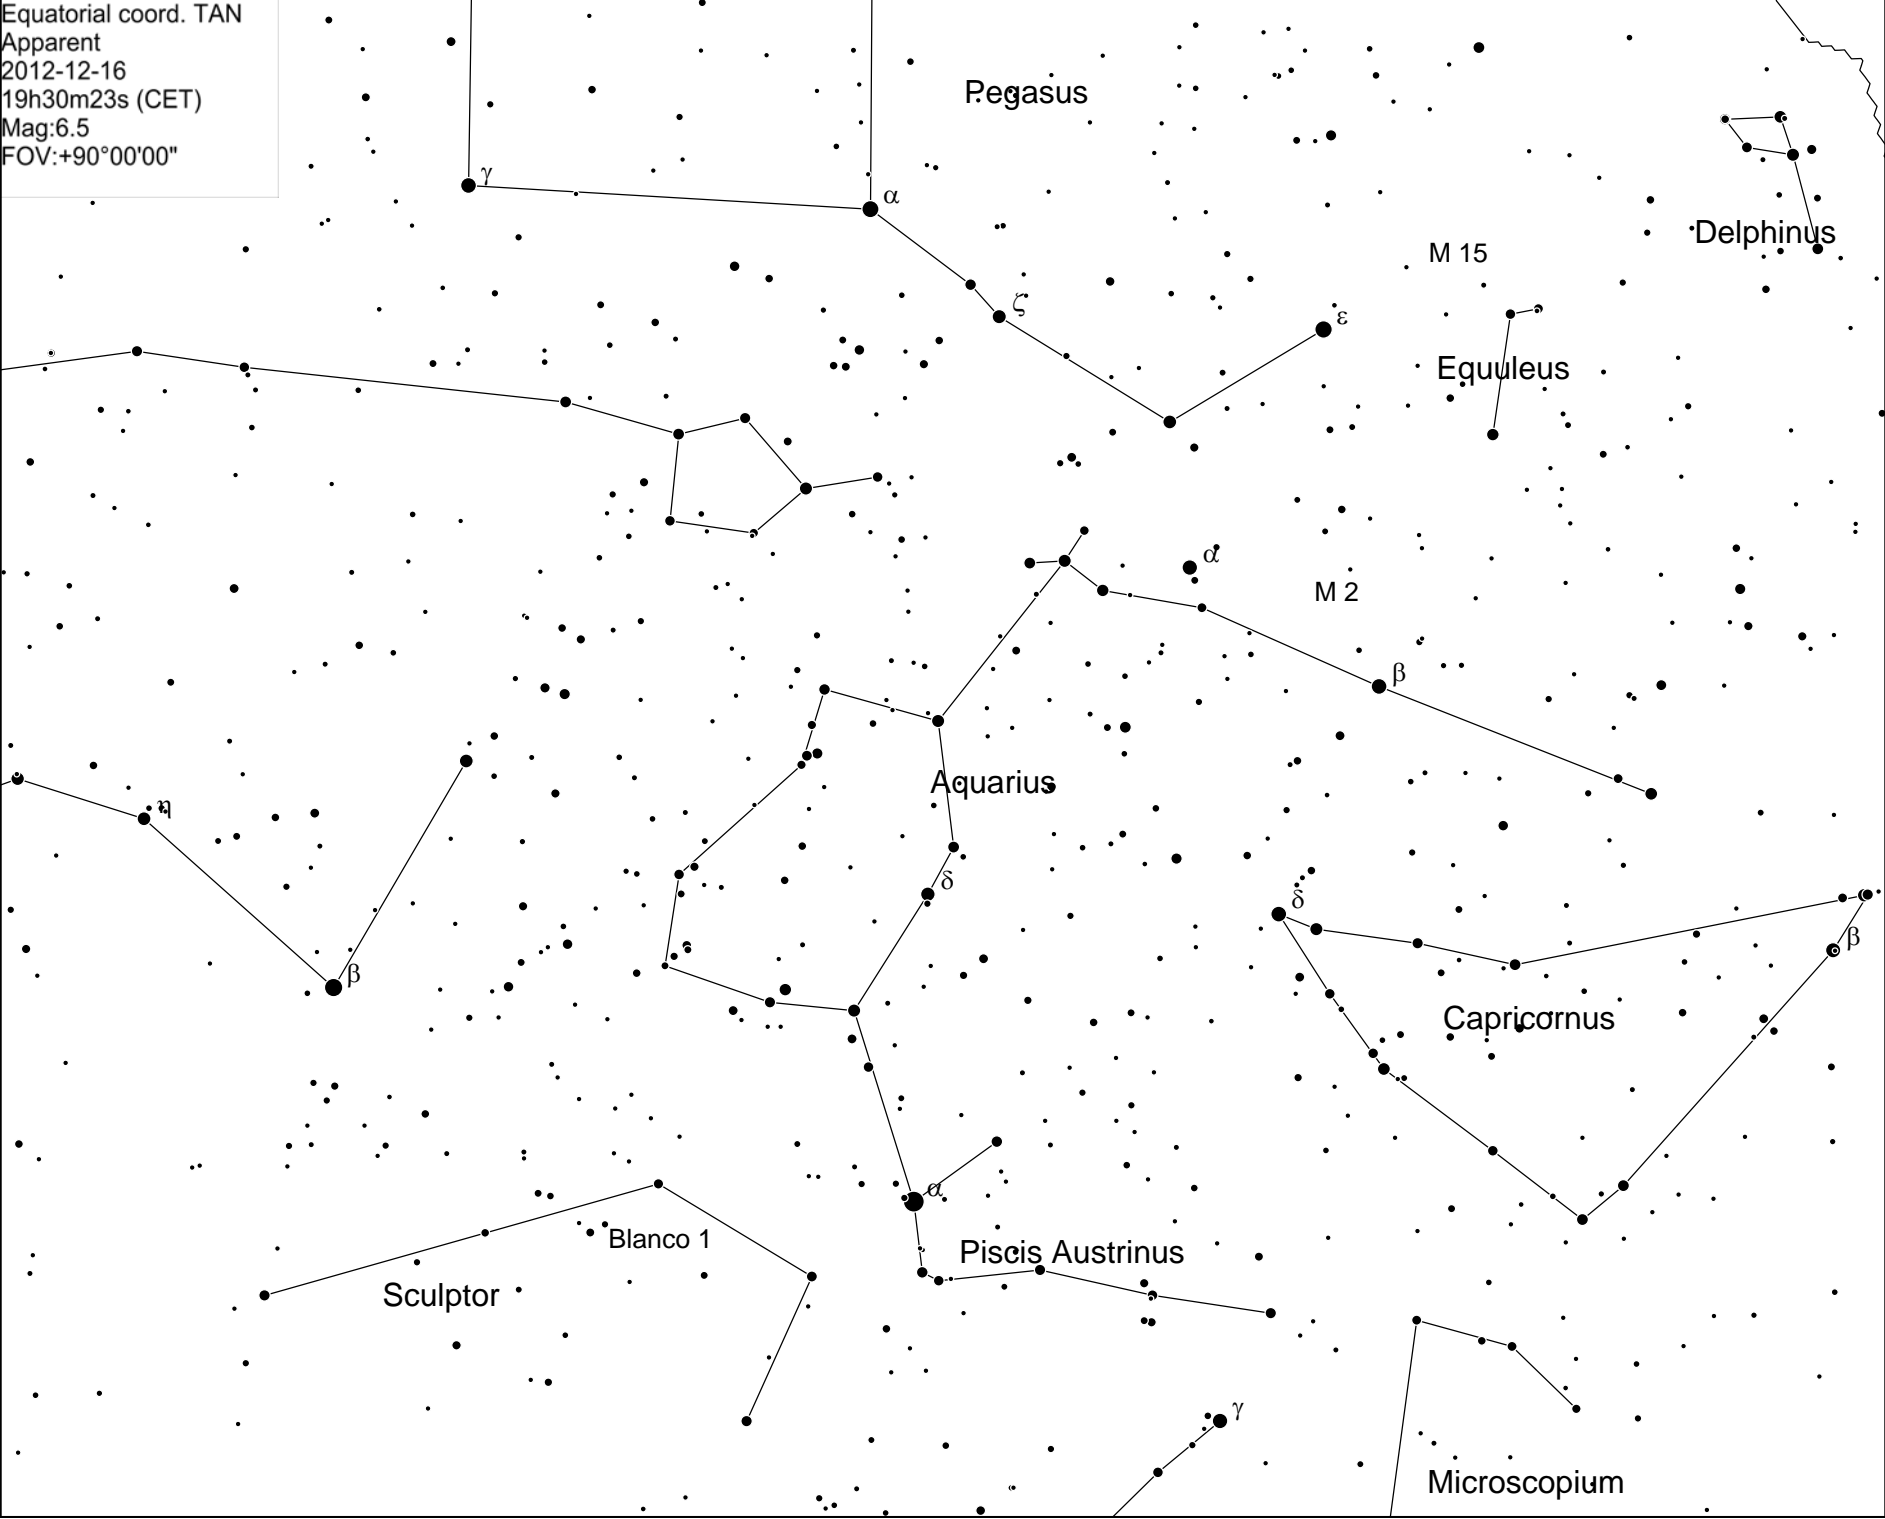 Equatorial coord. TAN
Apparent
2012-12-16
19h30m23s (CET)
Mag:6.5
FOV:+90°00'00"
Pegasus
γ
α
Delphinus
M 15
ζ
ε
Equuleus
α
M 2
β
Aquarius
η
δ
δ
β
β
Capricornus
α
Blanco 1
Piscis Austrinus
Sculptor
γ
Microscopium